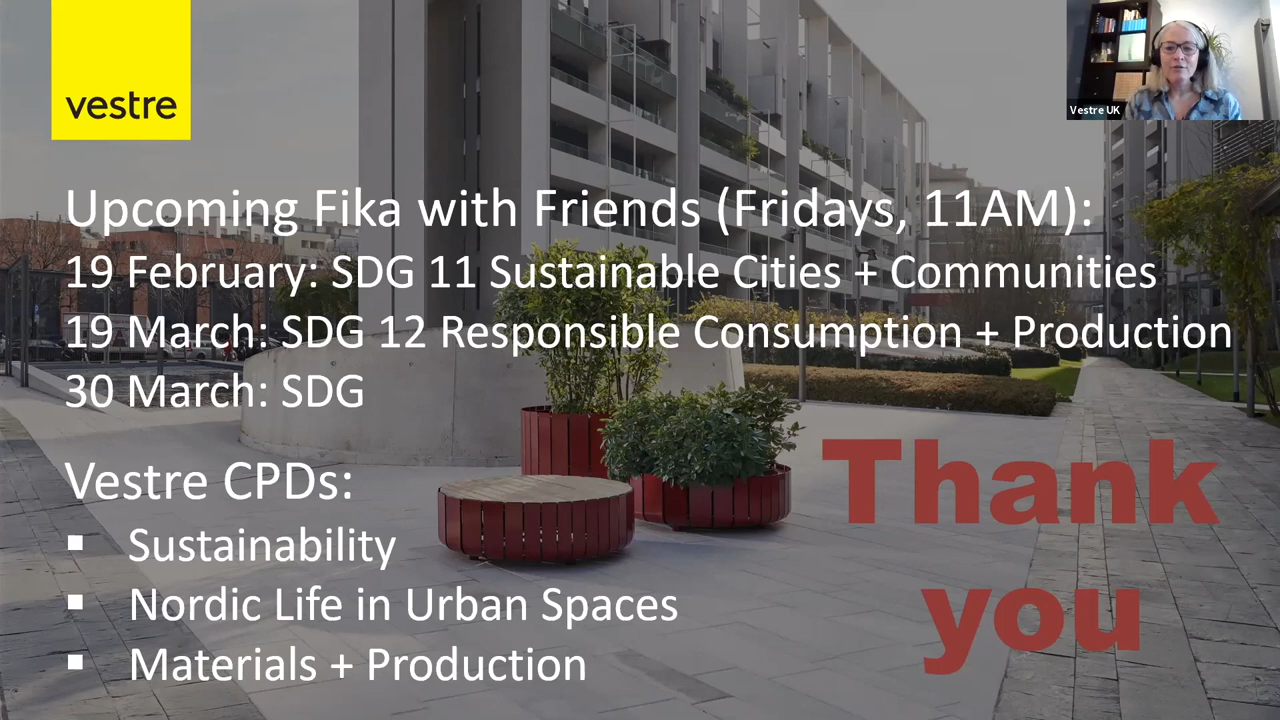 vestre
Vestre UK
Upcoming Fika with Friends (Fridays, 11AM):
19 February: SDG 11 Sustainable Cities + Communities
19 March: SDG 12 Responsible Consumption + Production
30 March: SDG
Vestre CPDs:
▪ Sustainability
▪ Nordic Life in Urban Spaces
▪ Materials + Production
Thank
you